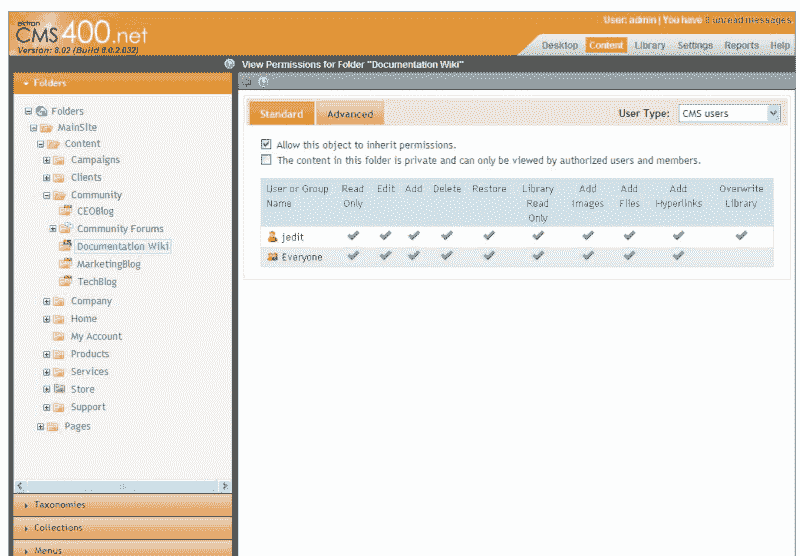 ektron
CMS400.net
Version: 8.02 (Build 8.0.2.032)
User: admin | You have 0 unread messages
Desktop Content Library Settings Reports Help
View Permissions for Folder "Documentation Wiki"
Folders
Folders
MainSite
Content
Campaigns
Clients
Community
CEOBlog
Community Forums
Documentation Wiki
MarketingBlog
TechBlog
Company
Home
My Account
Products
Services
Store
Support
Pages
Taxonomies
Collections
Menus
Standard Advanced
User Type: CMS users
Allow this object to inherit permissions.
The content in this folder is private and can only be viewed by authorized users and members.
User or Group Name Read Only Edit Add Delete Restore Library Read Only Add Images Add Files Add Hyperlinks Overwrite Library
jedit
Everyone